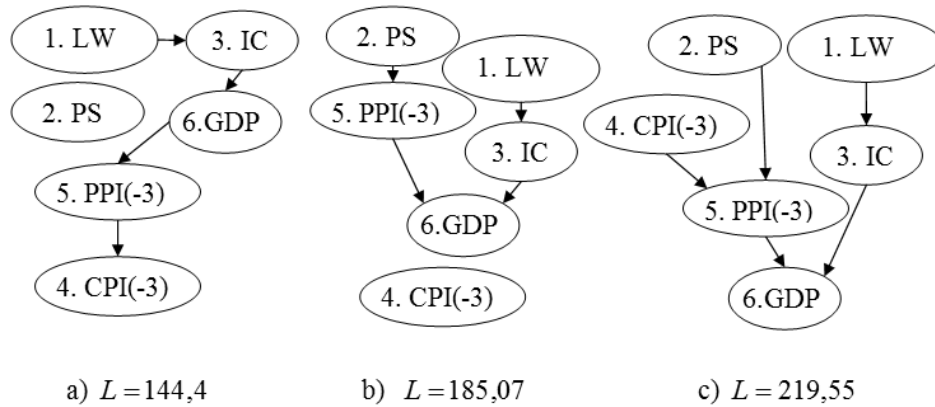 1. LW
3. IC
2. PS
6.GDP
5. PPI(-3)
4. CPI(-3)
a) L = 144,4
2. PS
1. LW
5. PPI(-3)
3. IC
6.GDP
4. CPI(-3)
b) L = 185,07
2. PS
1. LW
4. CPI(-3)
3. IC
5. PPI(-3)
6.GDP
c) L = 219,55